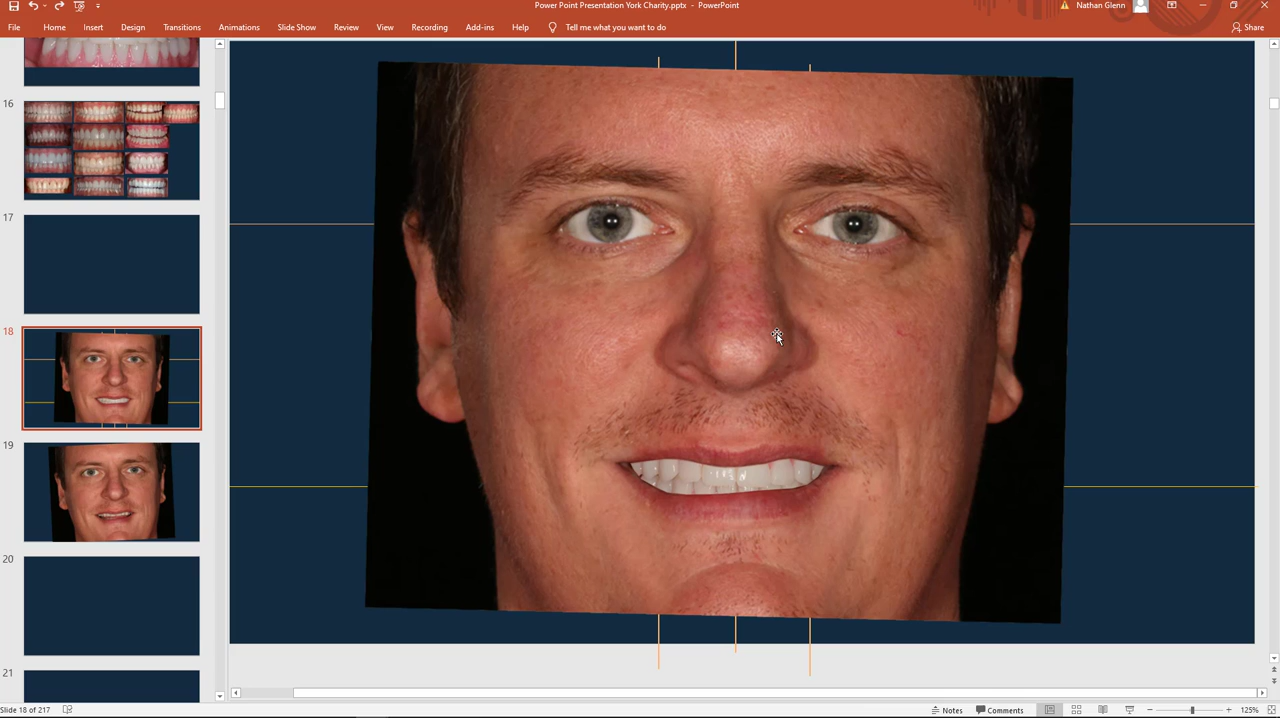 Power Point Presentation York Charity.pptx - PowerPoint
Nathan Glenn
File Home Insert Design Transitions Animations Slide Show Review View Calendar Recording Add-ins Help Tell me what you want to do
Share
16
17
18
19
20
21
Slide 18 of 217
Notes
Comments
125%